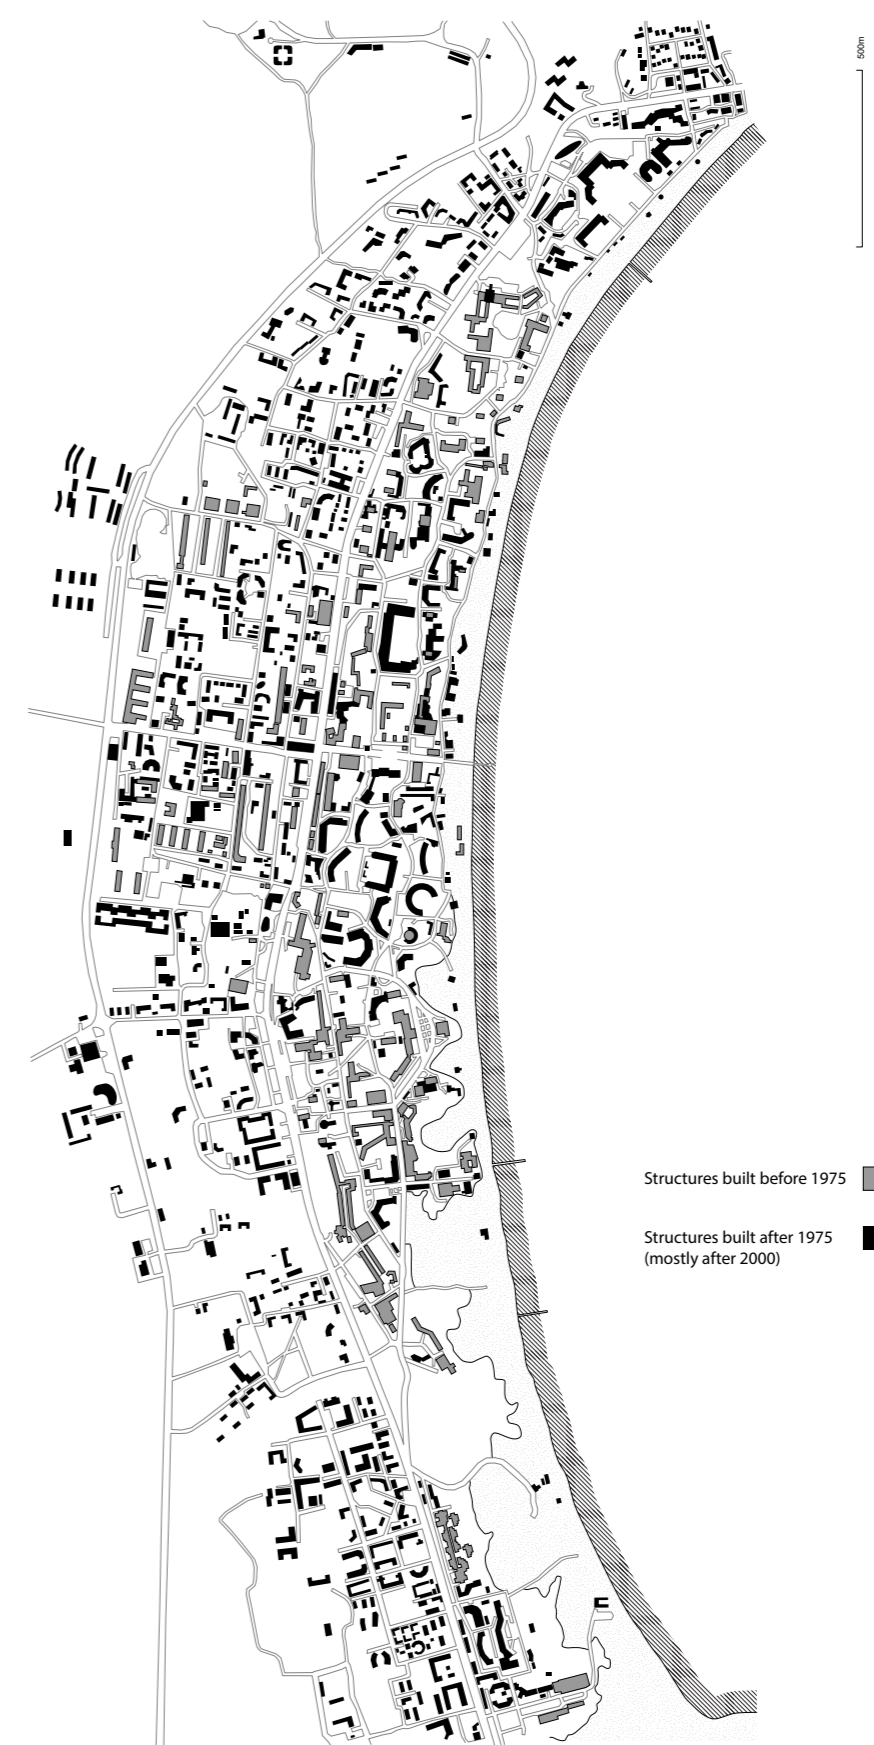 500m
Structures built before 1975
Structures built after 1975
(mostly after 2000)